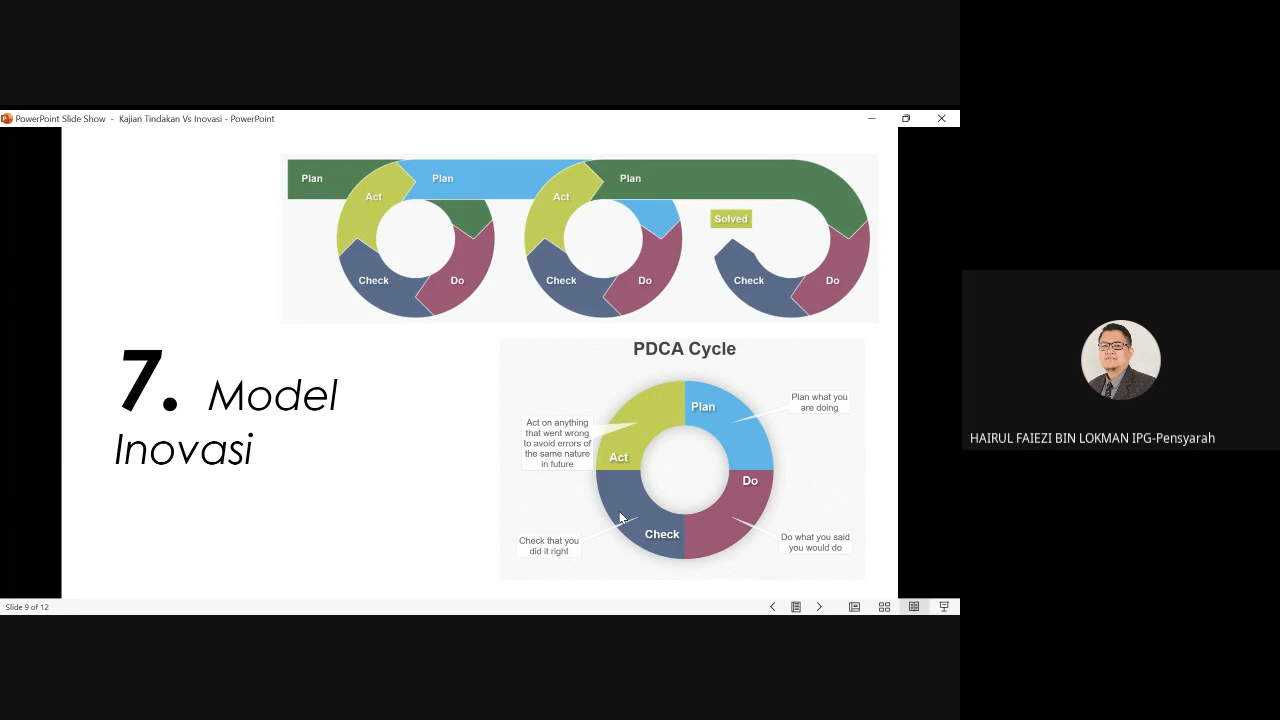 PowerPoint Slide Show - Kajian Tindakan Vs Inovasi - PowerPoint
Plan
Plan
Plan
Act
Act
Solved
Check
Do
Check
Do
Check
Do
7. Model
Inovasi
PDCA Cycle
Plan
Plan what you
are doing
Act on anything
that went wrong
to avoid errors of
the same nature
in future
Act
Do
Check
Check that you
did it right
Do what you said
you would do
HAIRUL FAIEZI BIN LOKMAN IPG-Pensyarah
Slide 9 of 12